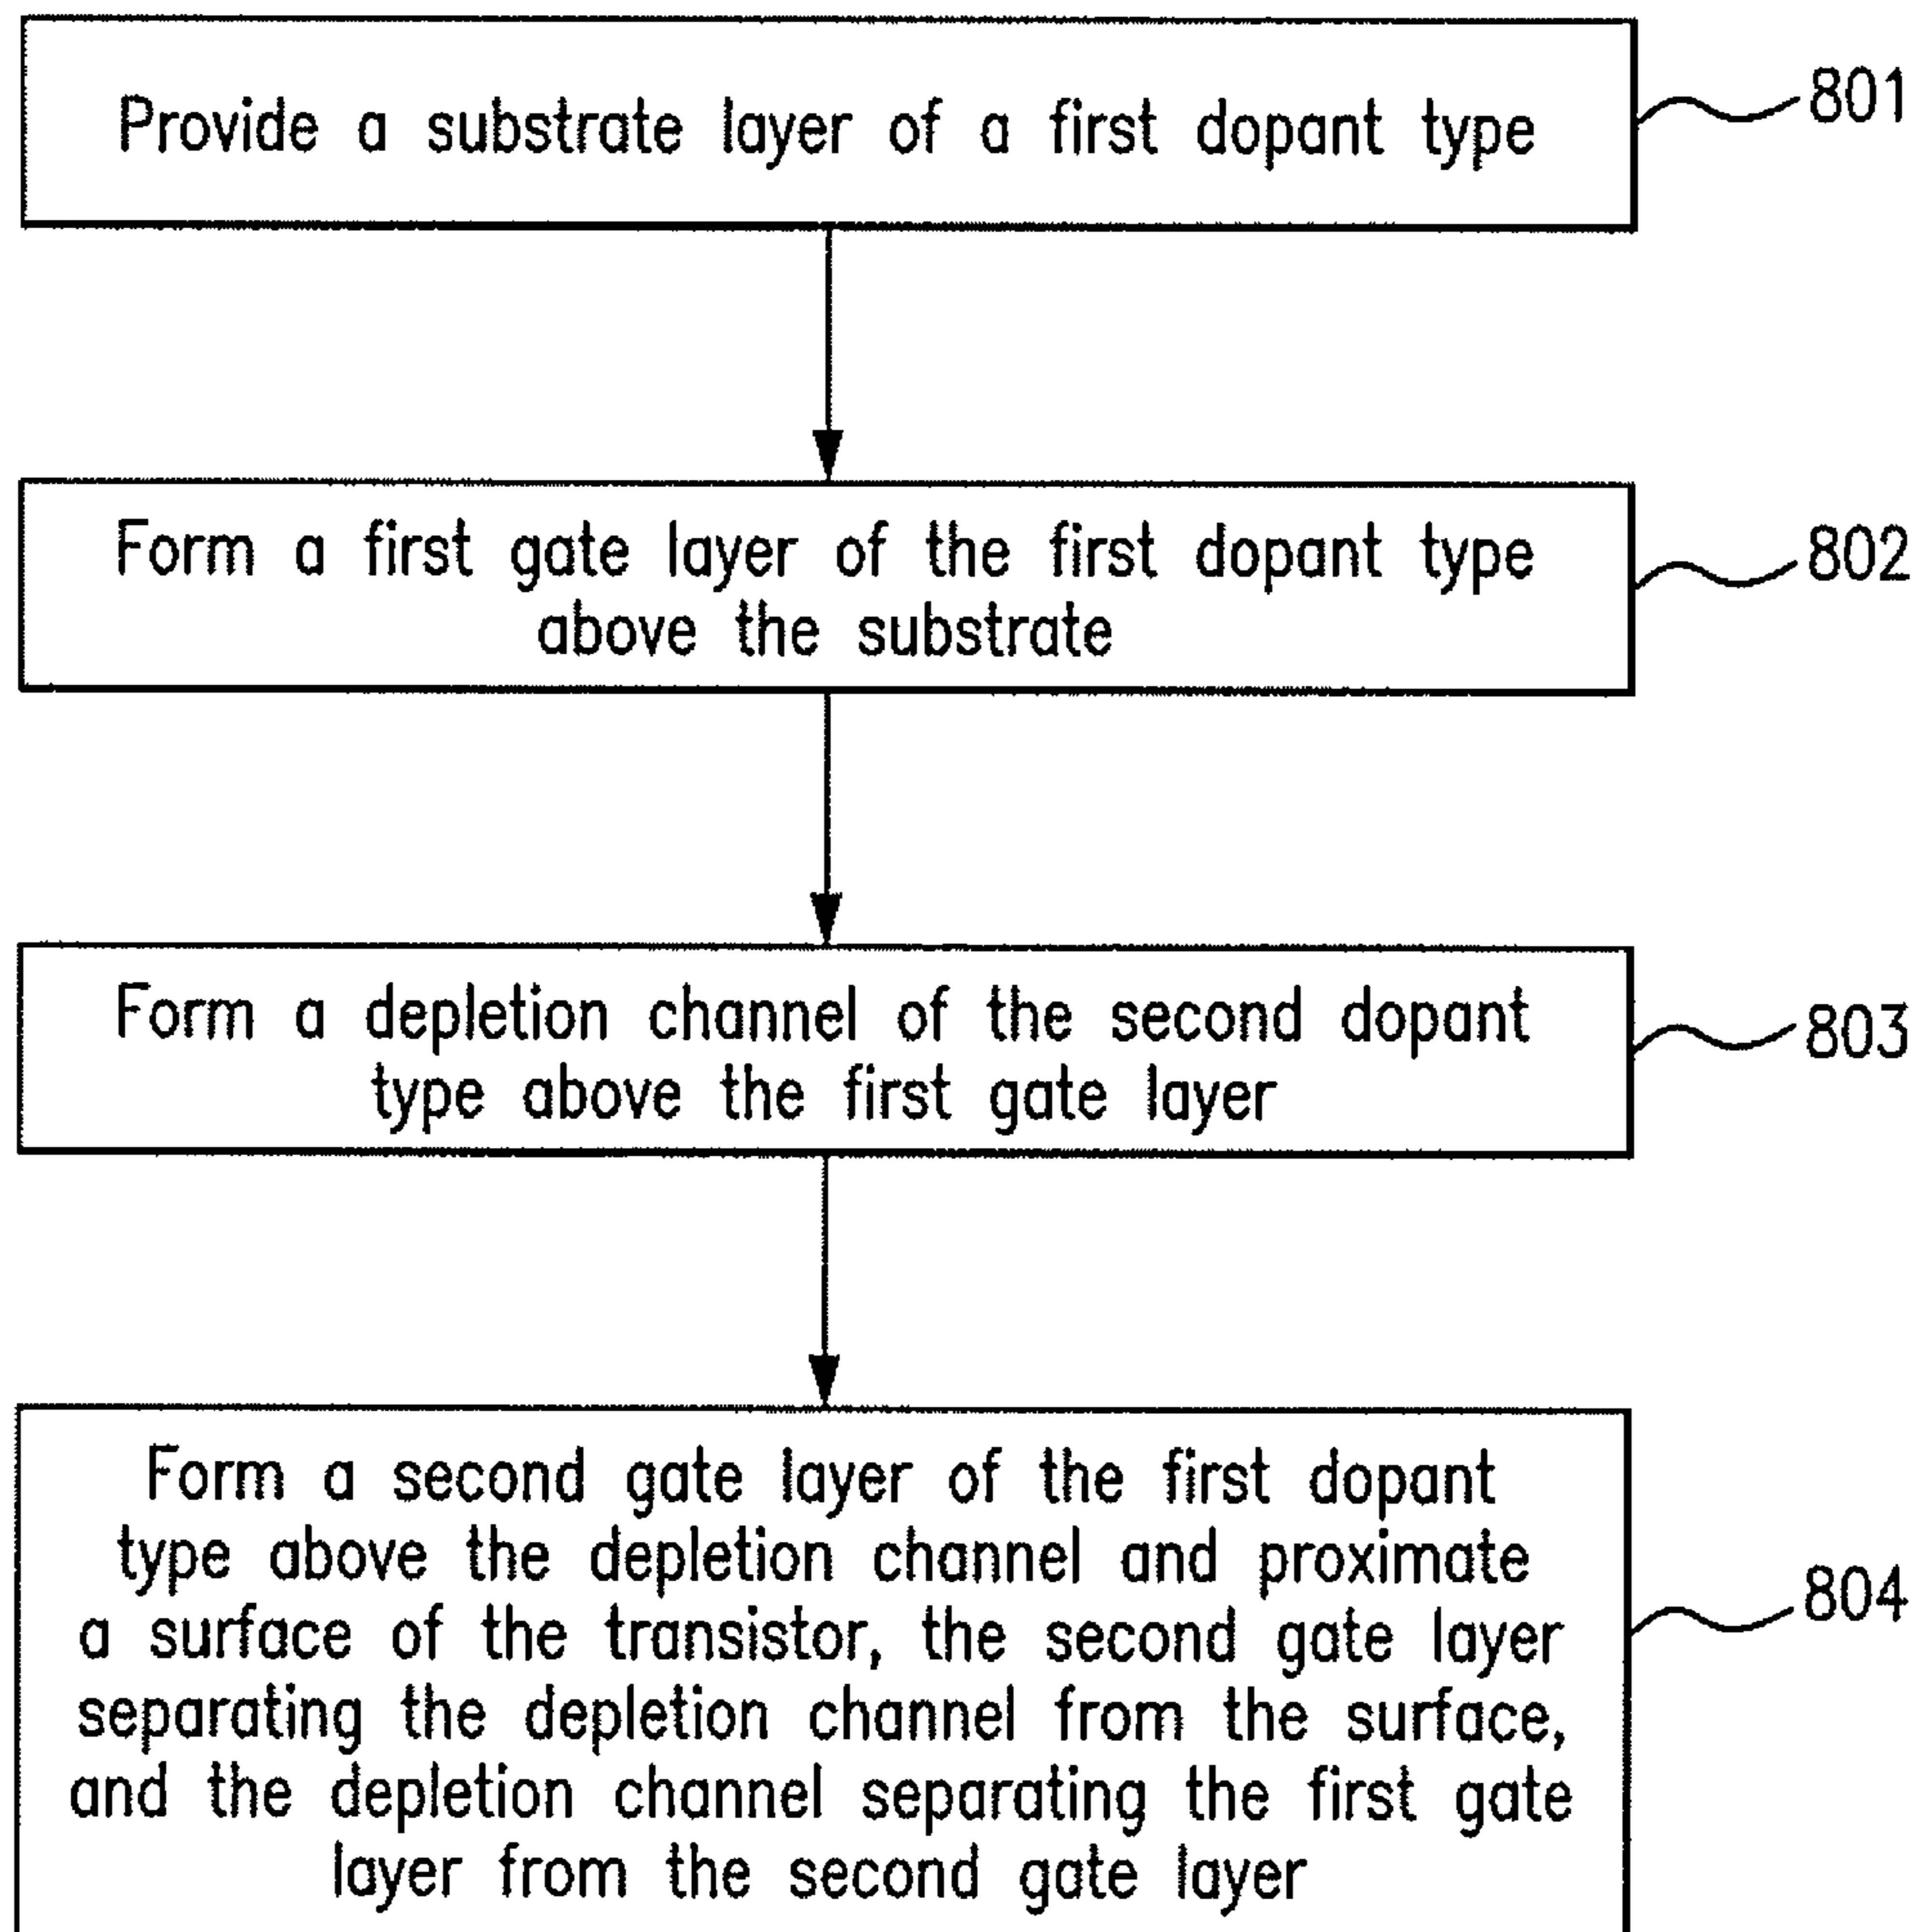 Provide a substrate layer of a first dopant type
801
Form a first gate layer of the first dopant type
above the substrate
802
Form a depletion channel of the second dopant
type above the first gate layer
803
Form a second gate layer of the first dopant
type above the depletion channel and proximate
a surface of the transistor, the second gate layer
separating the depletion channel from the surface,
and the depletion channel separating the first gate
layer from the second gate layer
804